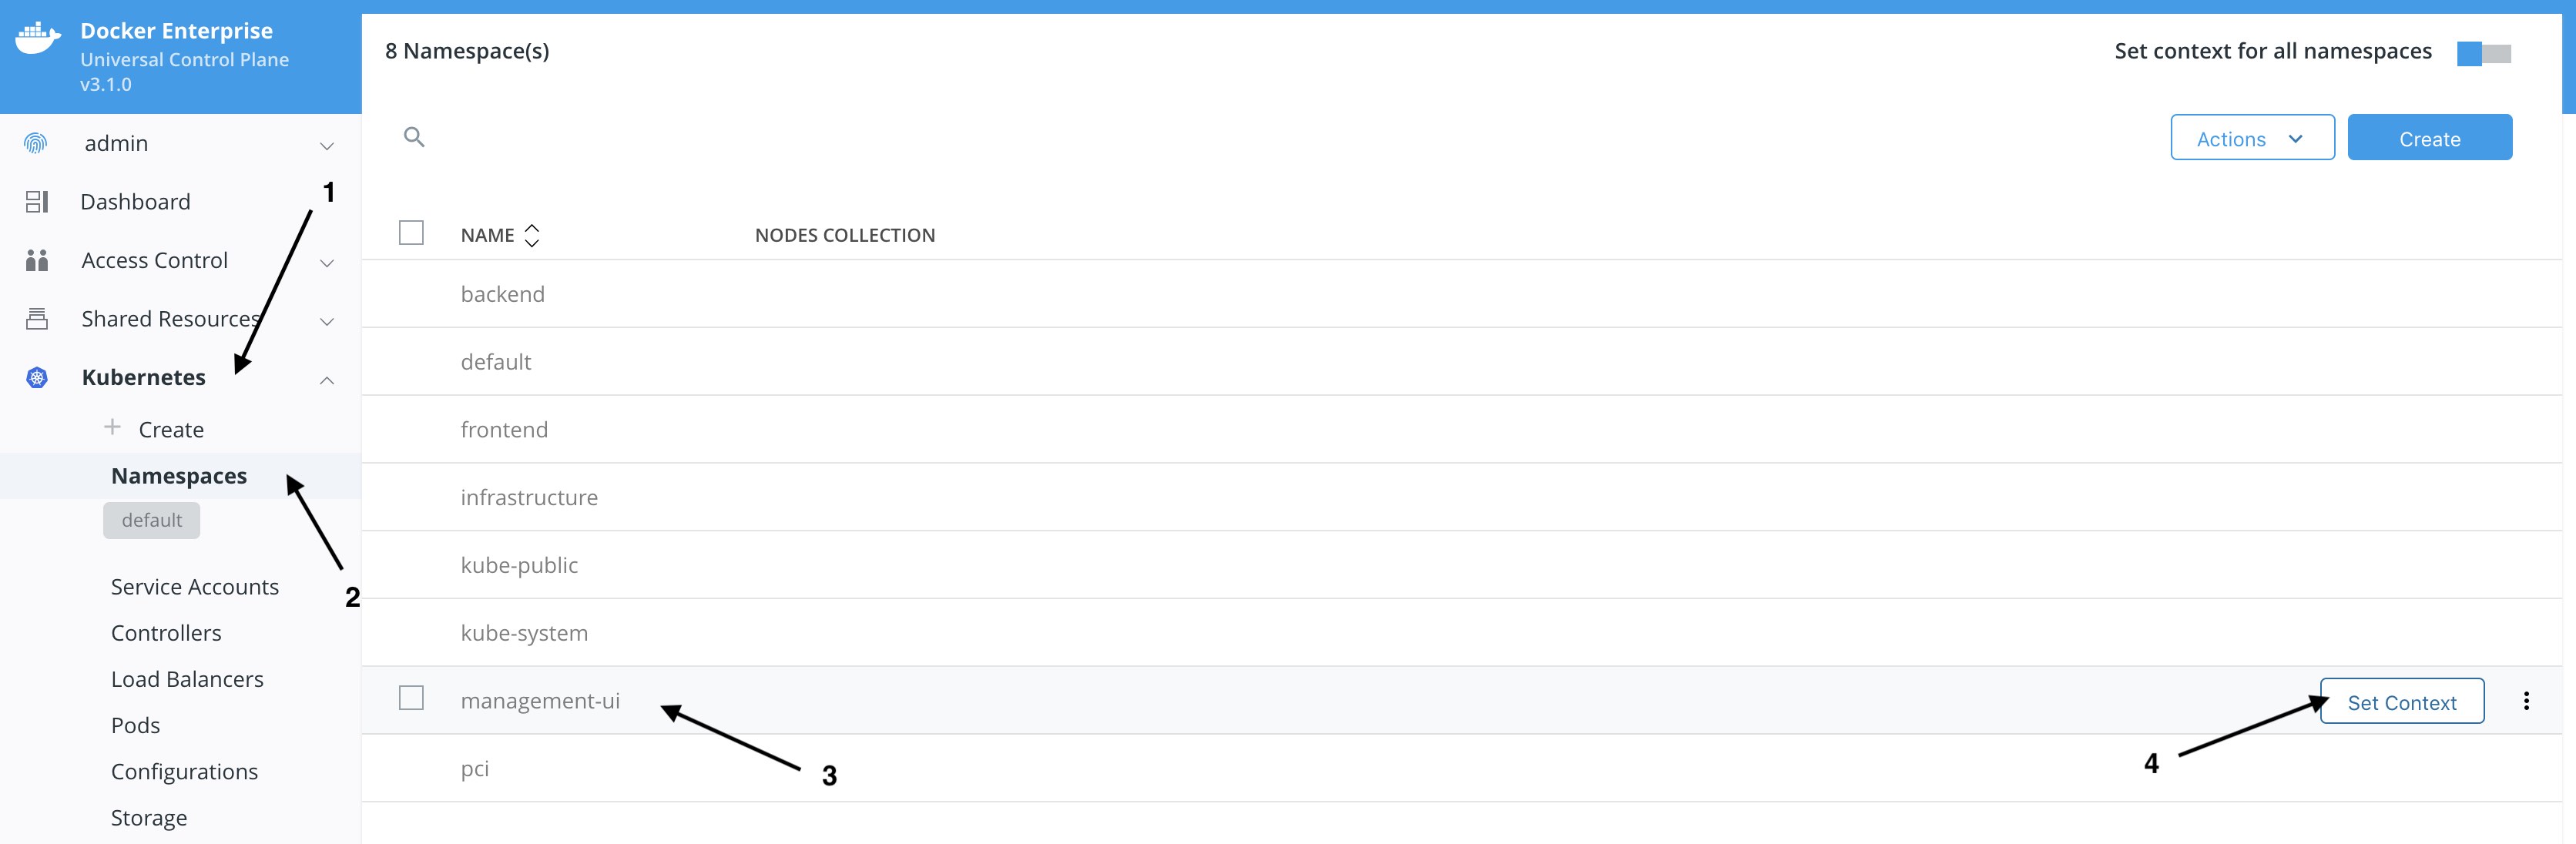 Docker Enterprise
Universal Control Plane
v3.1.0
admin
Dashboard
1
Access Control
Shared Resources
Kubernetes
Create
Namespaces
default
2
Service Accounts
Controllers
Load Balancers
Pods
Configurations
Storage
8 Namespace(s)
Set context for all namespaces
Actions
Create
NAME NODES COLLECTION
backend
default
frontend
infrastructure
kube-public
kube-system
management-ui Set Context
3
4
pci